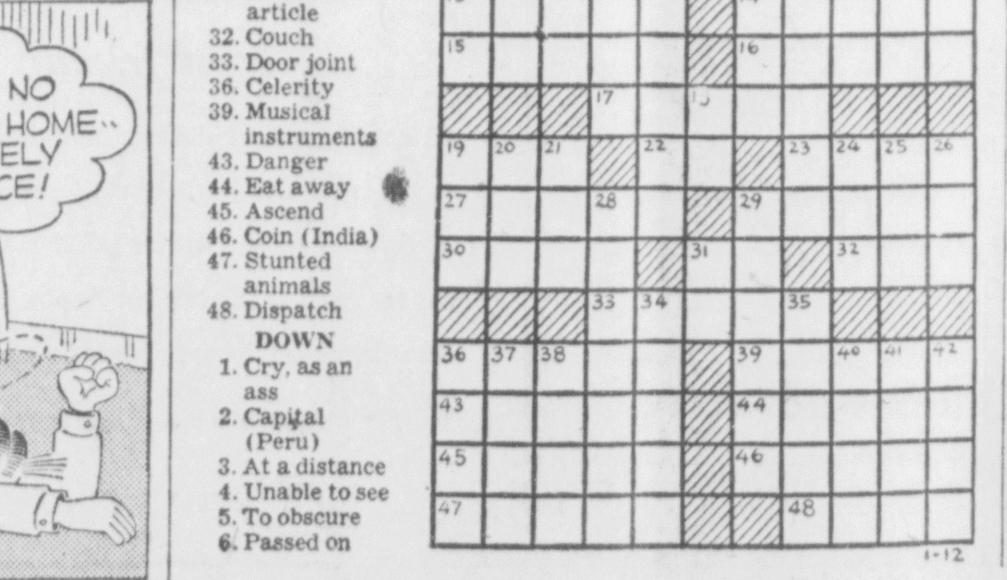 NO
HOME--
ELY
CE!
article
32. Couch
33. Door joint
36. Celerity
39. Musical
instruments
43. Danger
44. Eat away
45. Ascend
46. Coin (India)
47. Stunted
animals
48. Dispatch
DOWN
1. Cry, as an
ass
2. Capital
(Peru)
3. At a distance
4. Unable to see
5. To obscure
6. Passed on
15 16
17
19 20 21 22 23 24 25 26
27 28 29
30 31 32
33 34 35
36 37 38 39 40 41 42
43 44
45 46
47 48
1-12